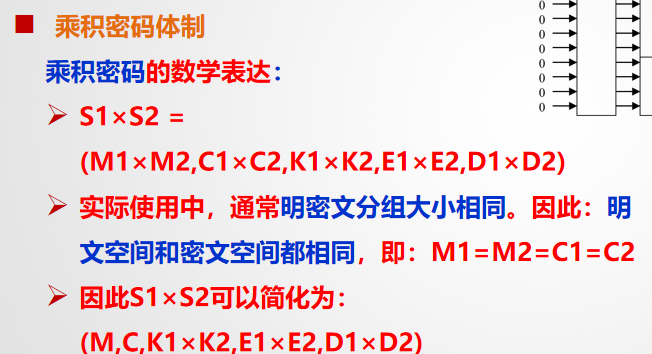 乘积密码体制
乘积密码的数学表达：
S1×S2 =
(M1×M2,C1×C2,K1×K2,E1×E2,D1×D2)
实际使用中，通常明密文分组大小相同。因此：明
文空间和密文空间都相同，即：M1=M2=C1=C2
因此S1×S2可以简化为：
(M,C,K1×K2,E1×E2,D1×D2)
0
0
0
0
0
0
0
0